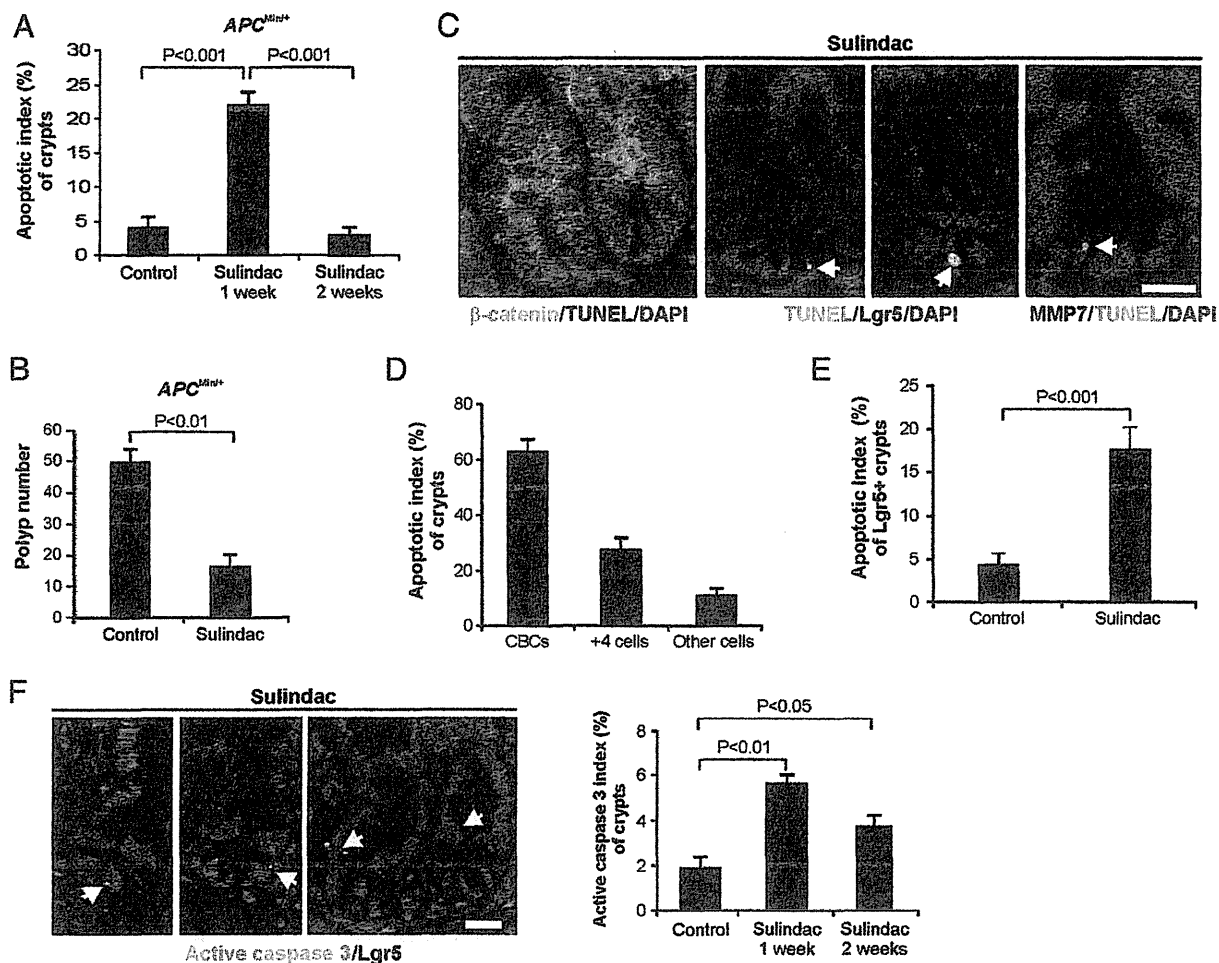 A
APC^Min/+
Apoptotic index (%)
of crypts
30
25
20
15
10
5
0
P<0.001
P<0.001
Control
Sulindac
1 week
Sulindac
2 weeks
C
Sulindac
β-catenin/TUNEL/DAPI
TUNEL/Lgr5/DAPI
MMP7/TUNEL/DAPI
B
APC^Min/+
Polyp number
60
50
40
30
20
10
0
P<0.01
Control
Sulindac
D
Apoptotic index (%)
of crypts
80
60
40
20
0
CBCs
+4 cells
Other cells
E
Apoptotic Index (%)
of Lgr5+ crypts
25
20
15
10
5
0
P<0.001
Control
Sulindac
F
Sulindac
Active caspase 3/Lgr5
Active caspase 3 index (%)
of crypts
8
6
4
2
0
P<0.05
P<0.01
Control
Sulindac
1 week
Sulindac
2 weeks